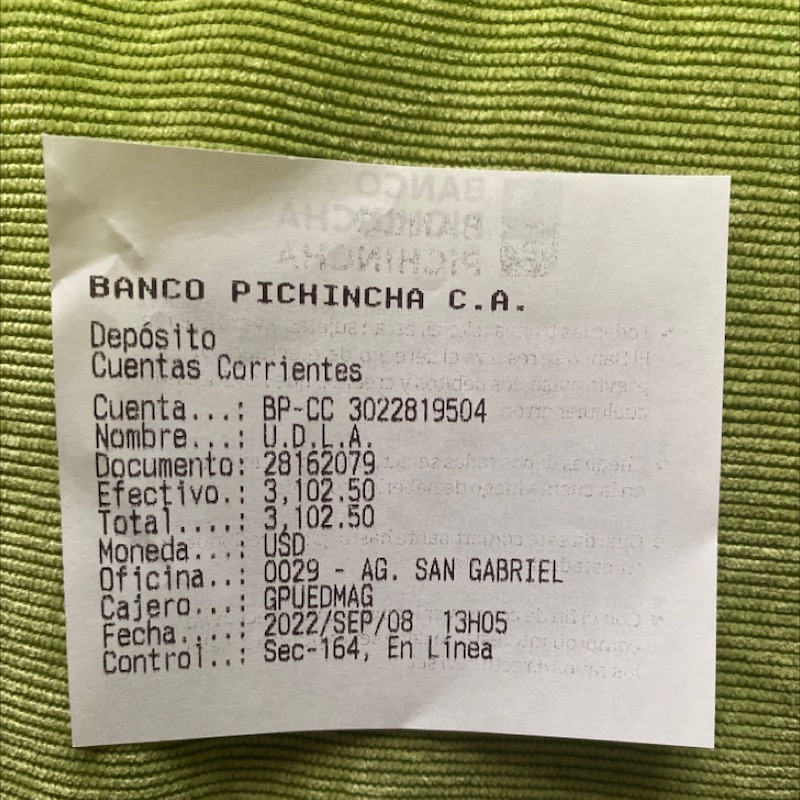 BANCO PICHINCHA C.A.
Depósito
Cuentas Corrientes
Cuenta...: BP-CC 3022819504
Nombre...: U.D.L.A.
Documento: 28162079
Efectivo.: 3,102.50
Total....: 3,102.50
Moneda...: USD
Oficina..: 0029 - AG. SAN GABRIEL
Cajero...: GPUEDMAG
Fecha....: 2022/SEP/08 13H05
Control..: Sec-164, En Línea